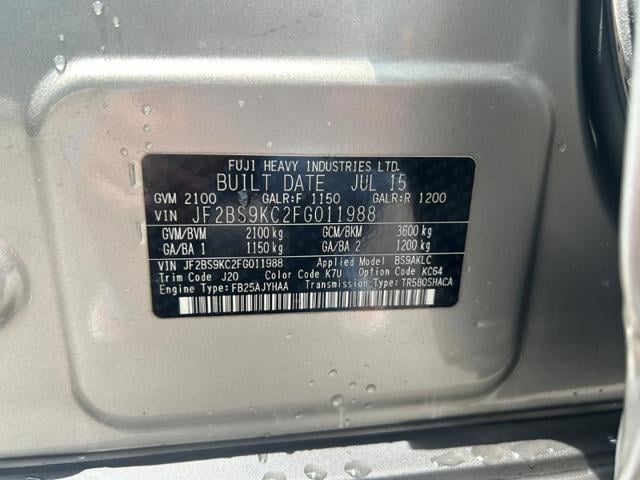 FUJI HEAVY INDUSTRIES LTD.
BUILT DATE JUL 15
GVM 2100 GALR:F 1150 GALR:R 1200
VIN JF2BS9KC2FG011988
GVM/BVM 2100 kg GCM/BKM 3600 kg
GA/BA 1 1150 kg GA/BA 2 1200 kg
VIN JF2BS9KC2FG011988 Applied Model BS9AKLC
Trim Code J20 Color Code K7U Option Code KC64
Engine Type:FB25AJYHAA Transmission Type:TR580SHACA